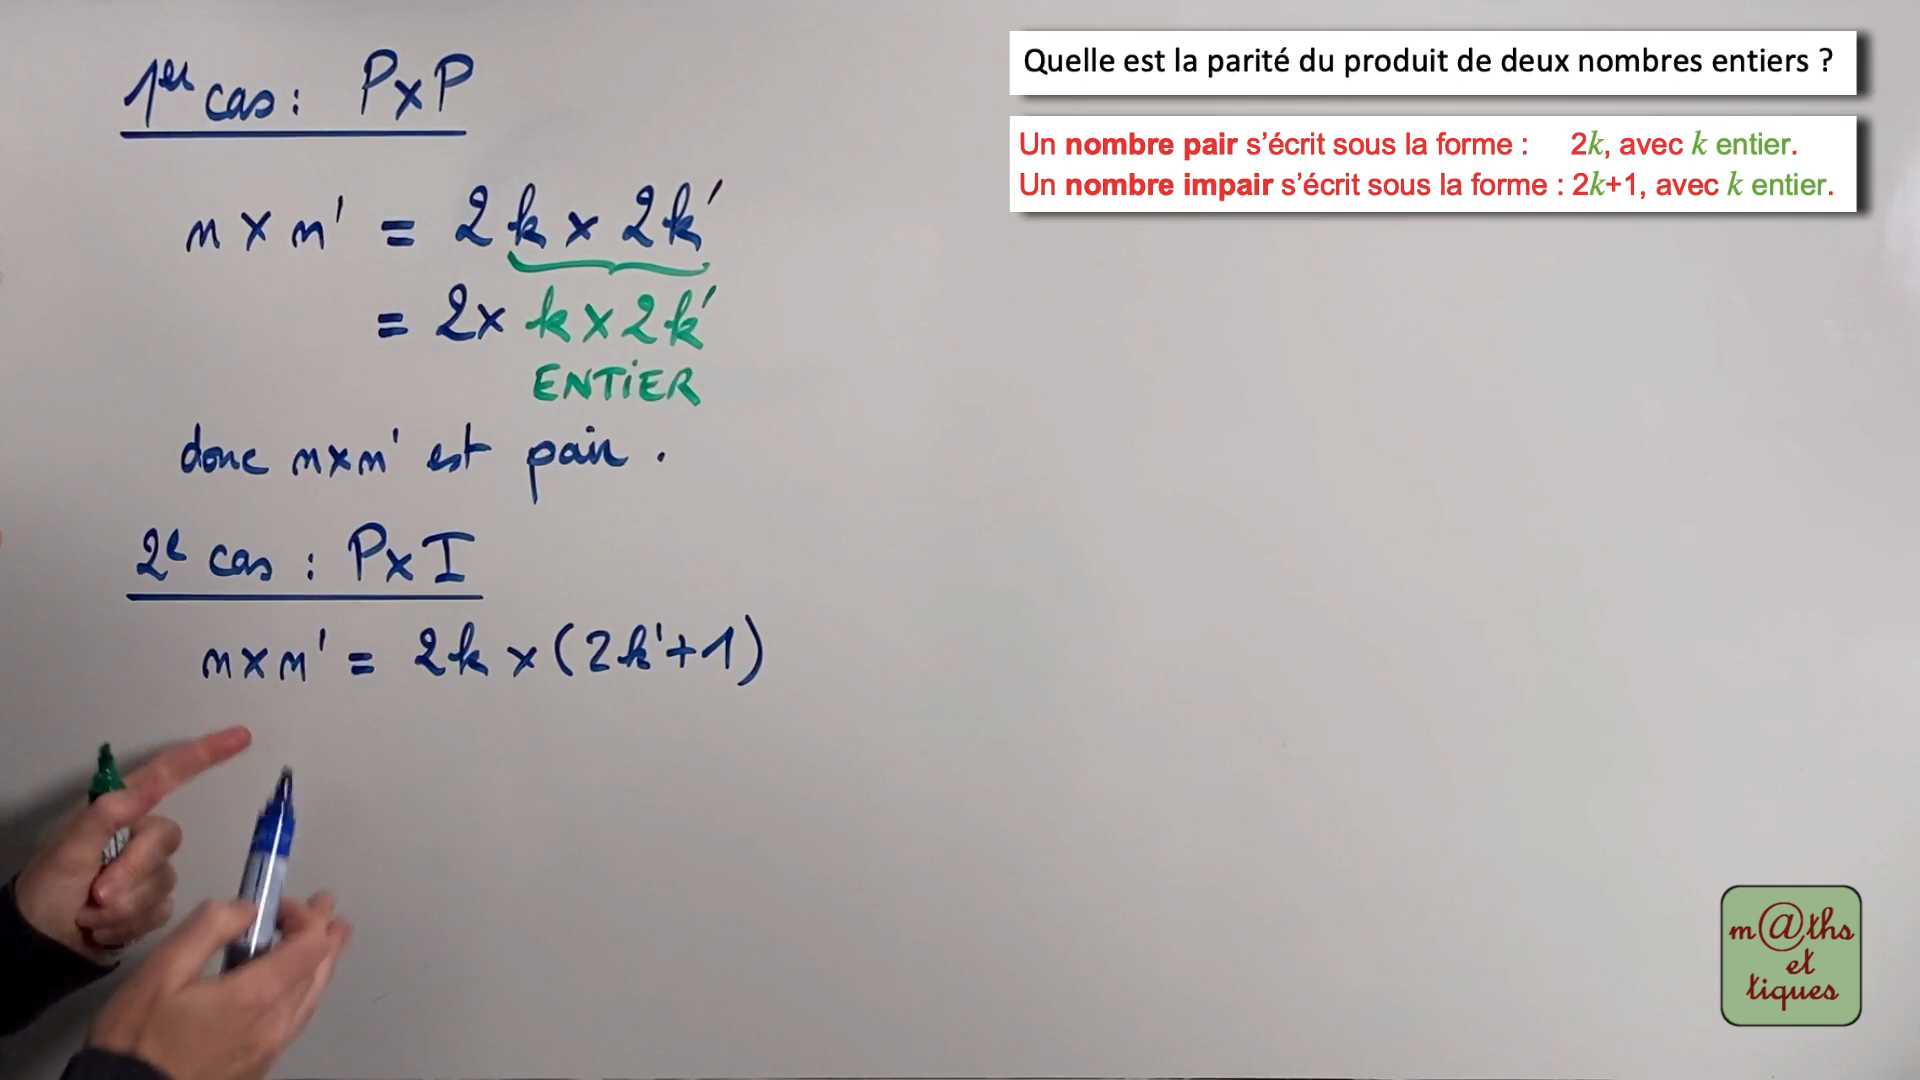 1er cas : P×P
n × n' = 2k × 2k'
= 2× k×2k'
ENTIER
donc n×n' est pair.
2e cas : P×I
n×n' = 2k × (2k'+1)
Quelle est la parité du produit de deux nombres entiers ?
Un nombre pair s’écrit sous la forme : 2k, avec k entier.
Un nombre impair s’écrit sous la forme : 2k+1, avec k entier.
m@ths
et
tiques